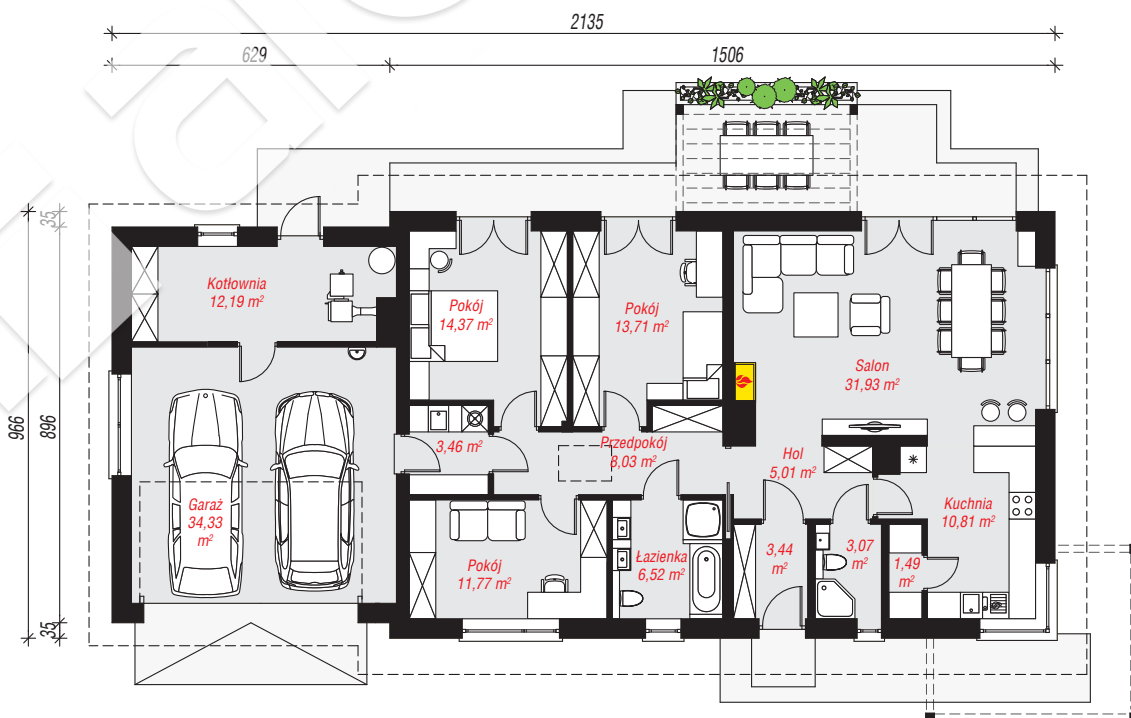 2135
629
1506
35
966
896
35
Kotłownia
12,19 m²
Pokój
14,37 m²
Pokój
13,71 m²
Salon
31,93 m²
3,46 m²
Przedpokój
8,03 m²
Hol
5,01 m²
Kuchnia
10,81 m²
Garaż
34,33
m²
Pokój
11,77 m²
Łazienka
6,52 m²
3,44
m²
3,07
m²
1,49
m²